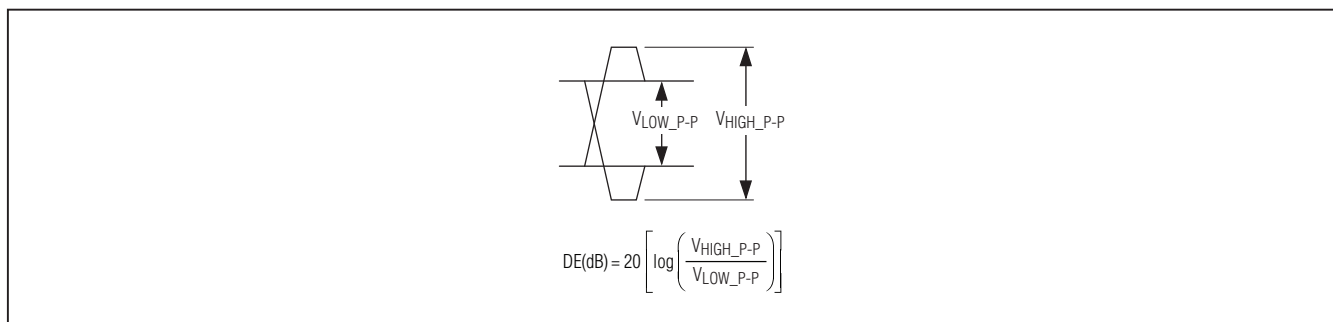 VLOW_P-P VHIGH_P-P
DE(dB) = 20 [log (VHIGH_P-P / VLOW_P-P)]